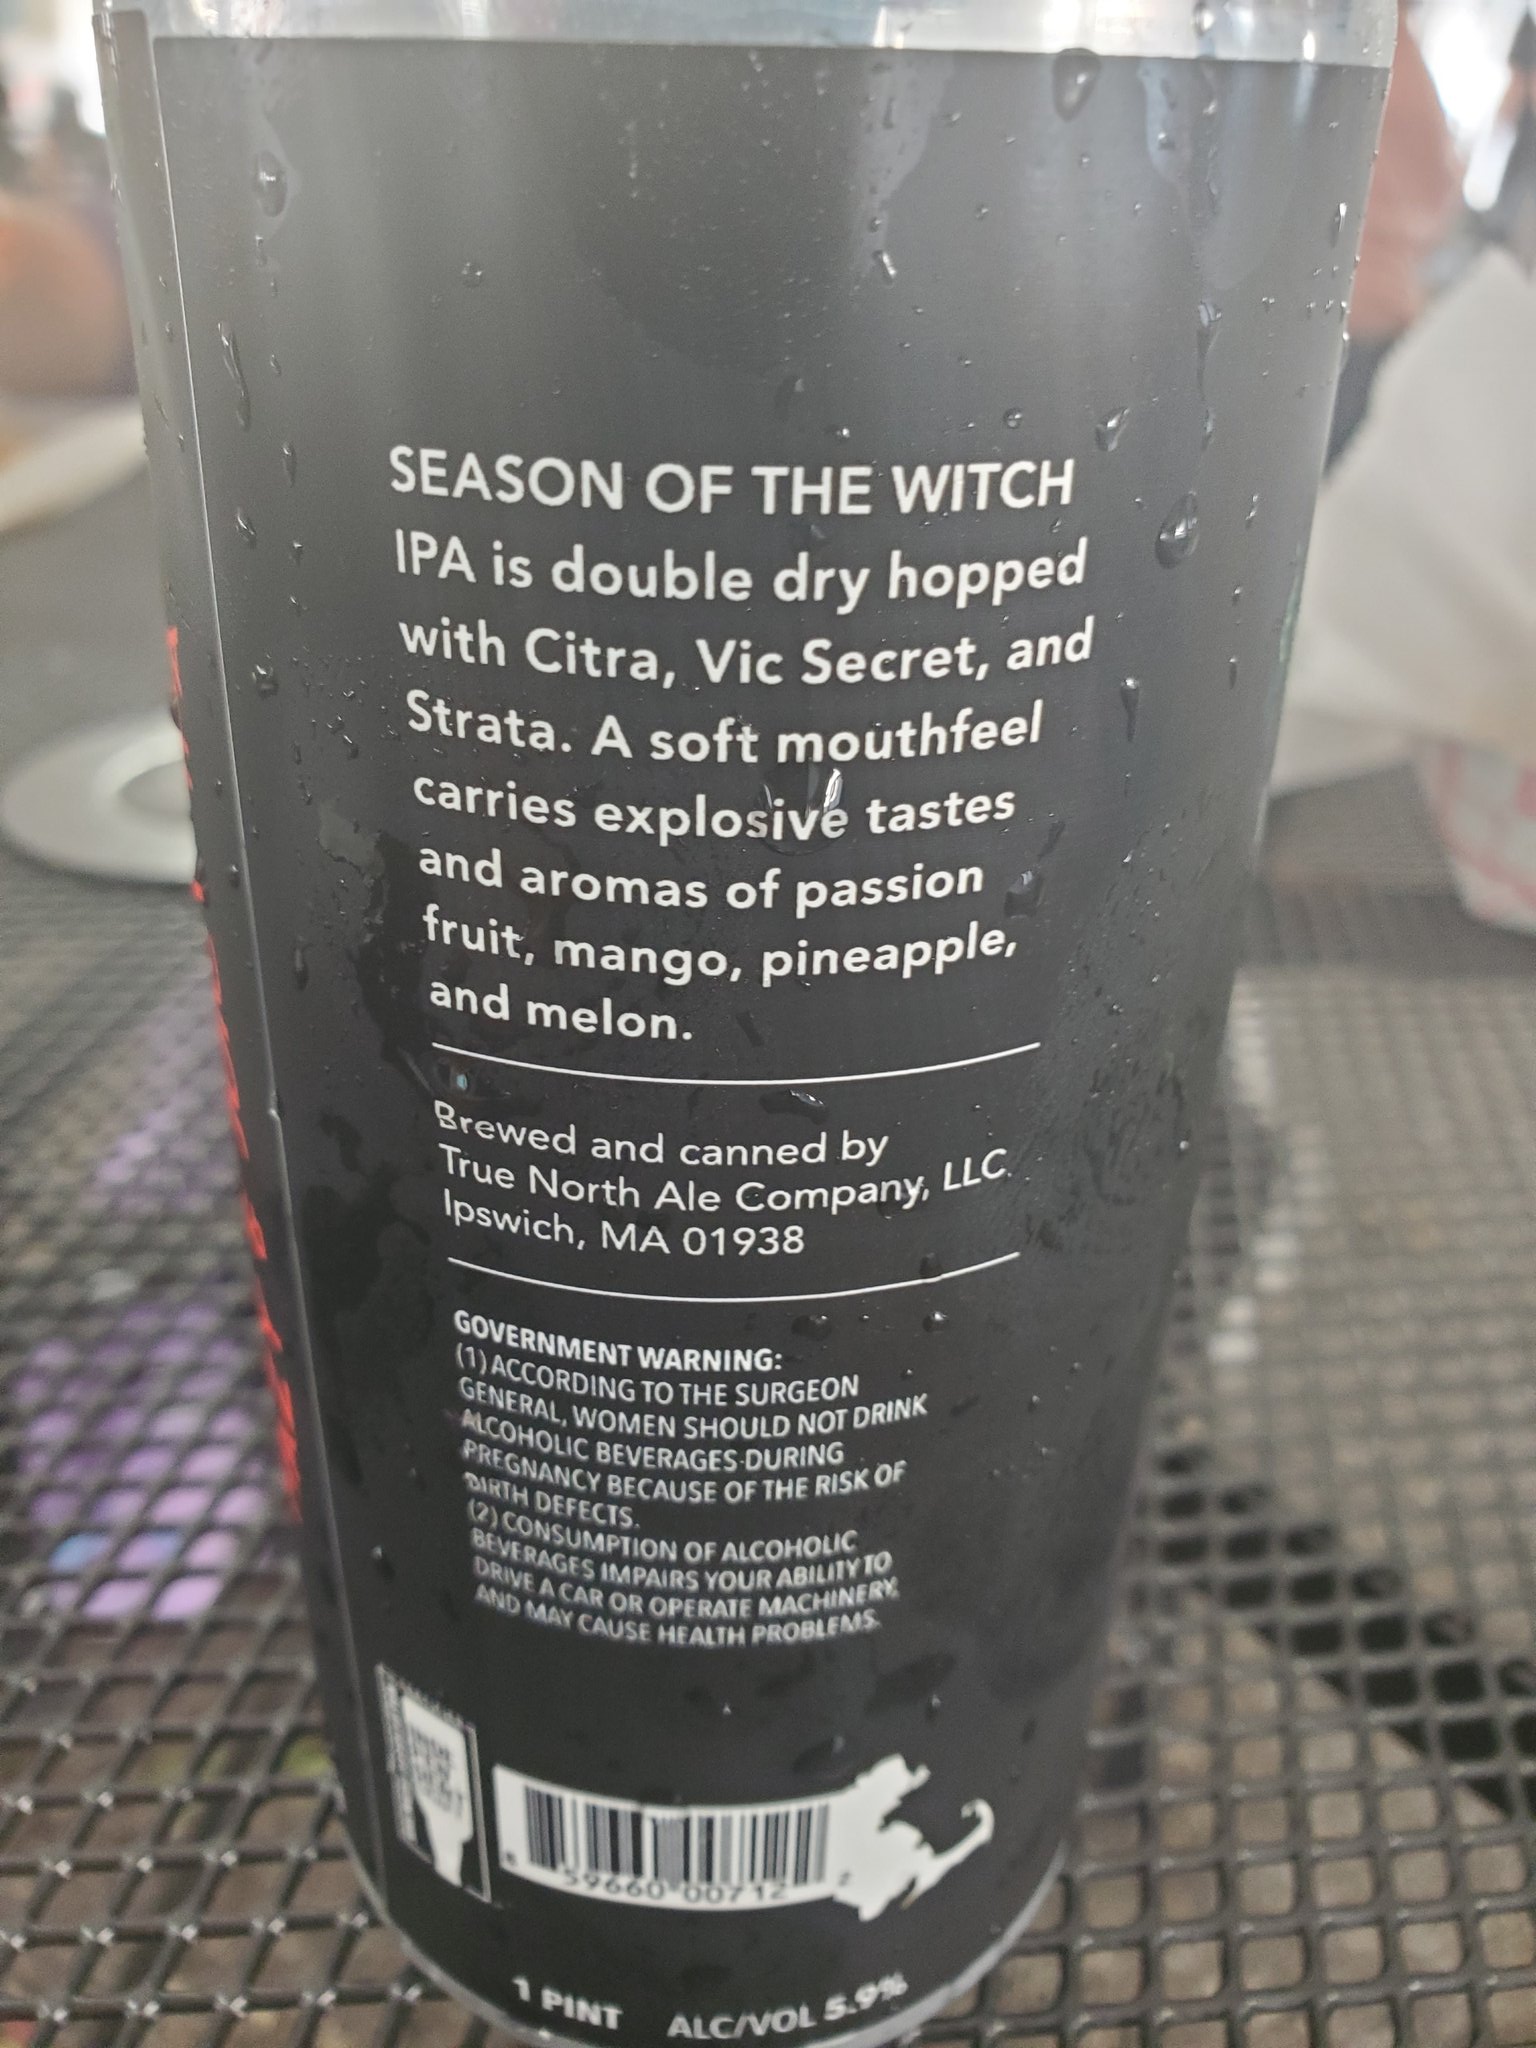 SEASON OF THE WITCH
IPA is double dry hopped
with Citra, Vic Secret, and
Strata. A soft mouthfeel
carries explosive tastes
and aromas of passion
fruit, mango, pineapple,
and melon.
Brewed and canned by
True North Ale Company, LLC
Ipswich, MA 01938
GOVERNMENT WARNING:
(1) ACCORDING TO THE SURGEON
GENERAL, WOMEN SHOULD NOT DRINK
ALCOHOLIC BEVERAGES DURING
PREGNANCY BECAUSE OF THE RISK OF
BIRTH DEFECTS.
(2) CONSUMPTION OF ALCOHOLIC
BEVERAGES IMPAIRS YOUR ABILITY TO
DRIVE A CAR OR OPERATE MACHINERY,
AND MAY CAUSE HEALTH PROBLEMS.
8 59660 00712 2
1 PINT ALC/VOL 5.9%